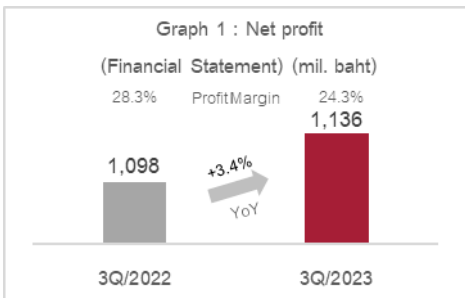 Graph 1 : Net profit
(Financial Statement) (mil. baht)
28.3% ProfitMargin 24.3%
1,136
1,098
+3.4%
YoY
3Q/2022 3Q/2023